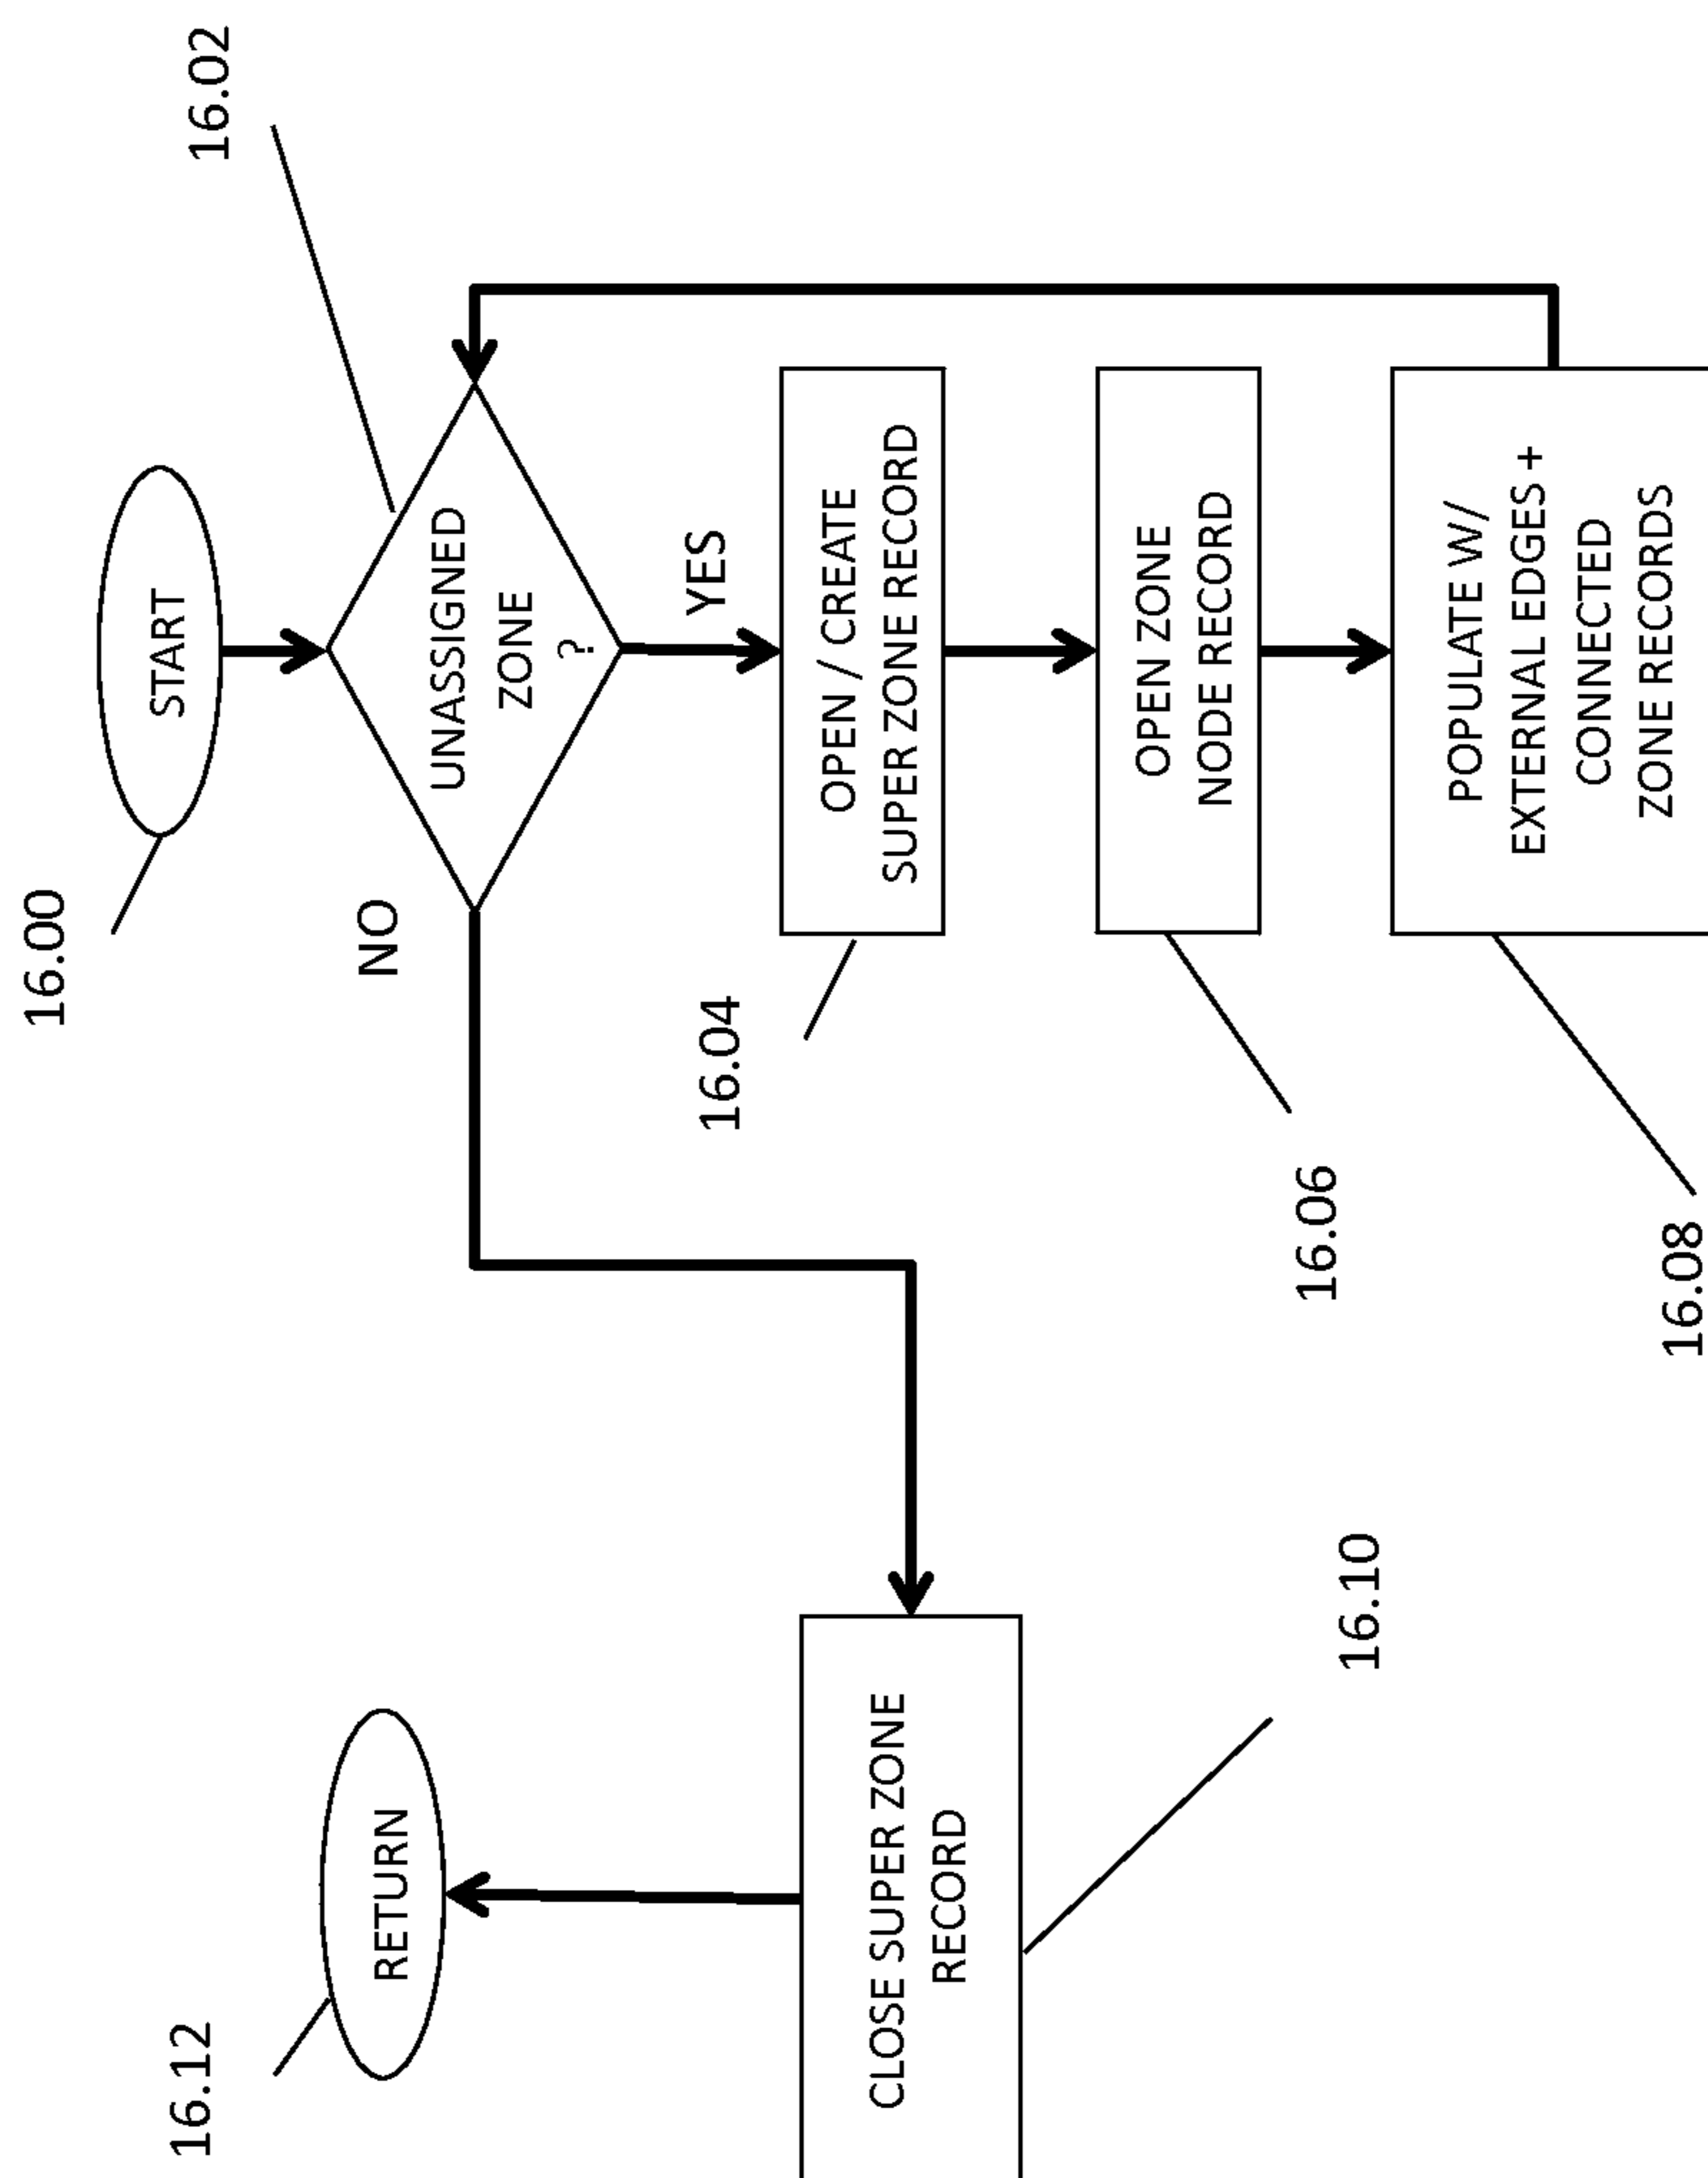 16.00
START
16.02
UNASSIGNED
ZONE
?
NO
YES
16.04
OPEN / CREATE
SUPER ZONE RECORD
16.06
OPEN ZONE
NODE RECORD
16.08
POPULATE W/
EXTERNAL EDGES +
CONNECTED
ZONE RECORDS
16.10
CLOSE SUPER ZONE
RECORD
16.12
RETURN